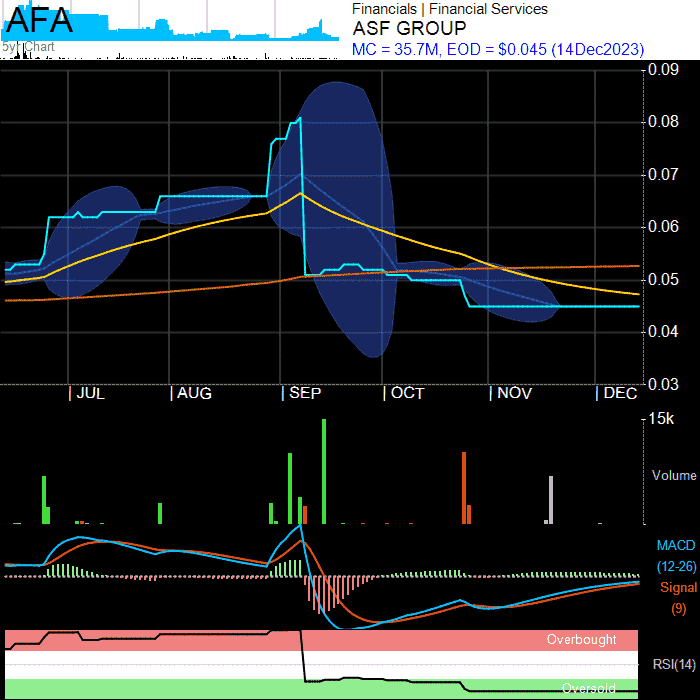 AFA
5yr Chart
Financials | Financial Services
ASF GROUP
MC = 35.7M, EOD = $0.045 (14Dec2023)
0.09
0.08
0.07
0.06
0.05
0.04
0.03
JUL AUG SEP OCT NOV DEC
15k
Volume
MACD
(12-26)
Signal
(9)
Overbought
RSI(14)
Oversold